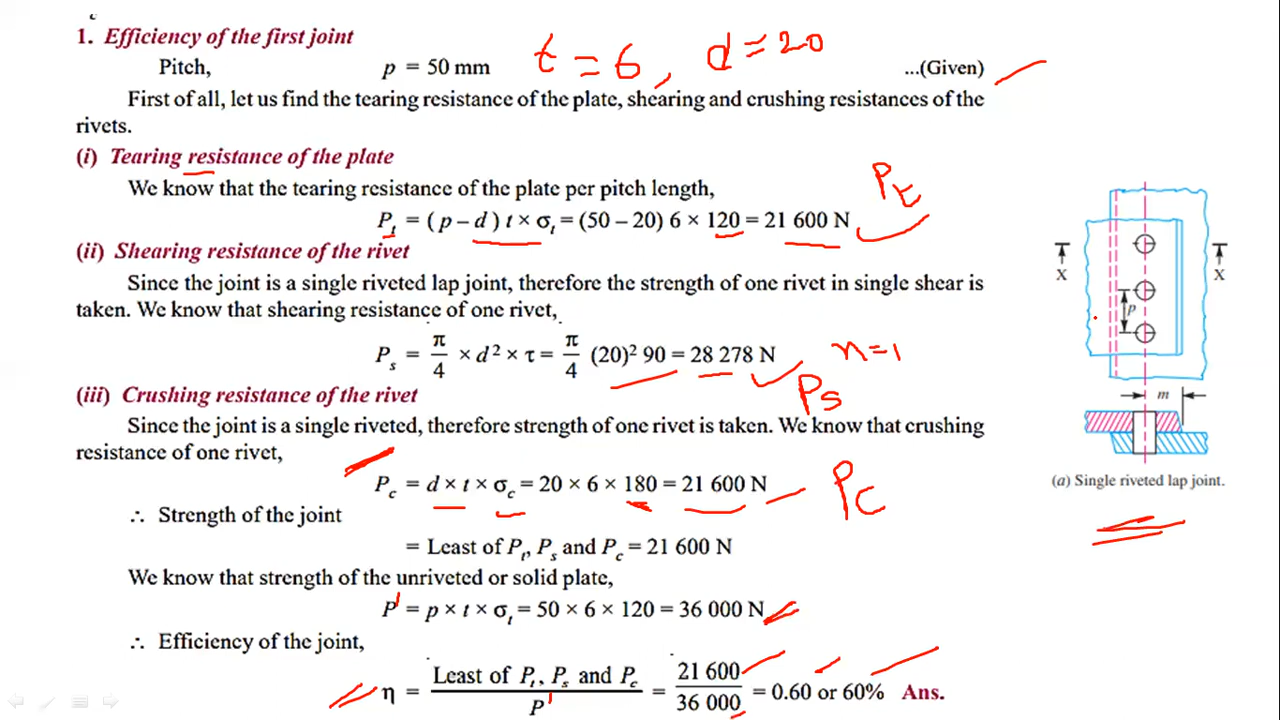 1. Efficiency of the first joint
Pitch, p = 50 mm t = 6, d = 20 ...(Given)
First of all, let us find the tearing resistance of the plate, shearing and crushing resistances of the
rivets.
(i) Tearing resistance of the plate
We know that the tearing resistance of the plate per pitch length,
Pt = (p – d) t × σt = (50 – 20) 6 × 120 = 21 600 N Pt
(ii) Shearing resistance of the rivet
Since the joint is a single riveted lap joint, therefore the strength of one rivet in single shear is
taken. We know that shearing resistance of one rivet,
Ps = π/4 × d² × τ = π/4 (20)² 90 = 28 278 N n=1
Ps
(iii) Crushing resistance of the rivet
Since the joint is a single riveted, therefore strength of one rivet is taken. We know that crushing
resistance of one rivet,
Pc = d × t × σc = 20 × 6 × 180 = 21 600 N Pc
∴ Strength of the joint
= Least of Pt, Ps and Pc = 21 600 N
We know that strength of the unriveted or solid plate,
P' = p × t × σt = 50 × 6 × 120 = 36 000 N
∴ Efficiency of the joint,
η = Least of Pt, Ps and Pc / P' = 21 600 / 36 000 = 0.60 or 60% Ans.
X X
p
m
(a) Single riveted lap joint.